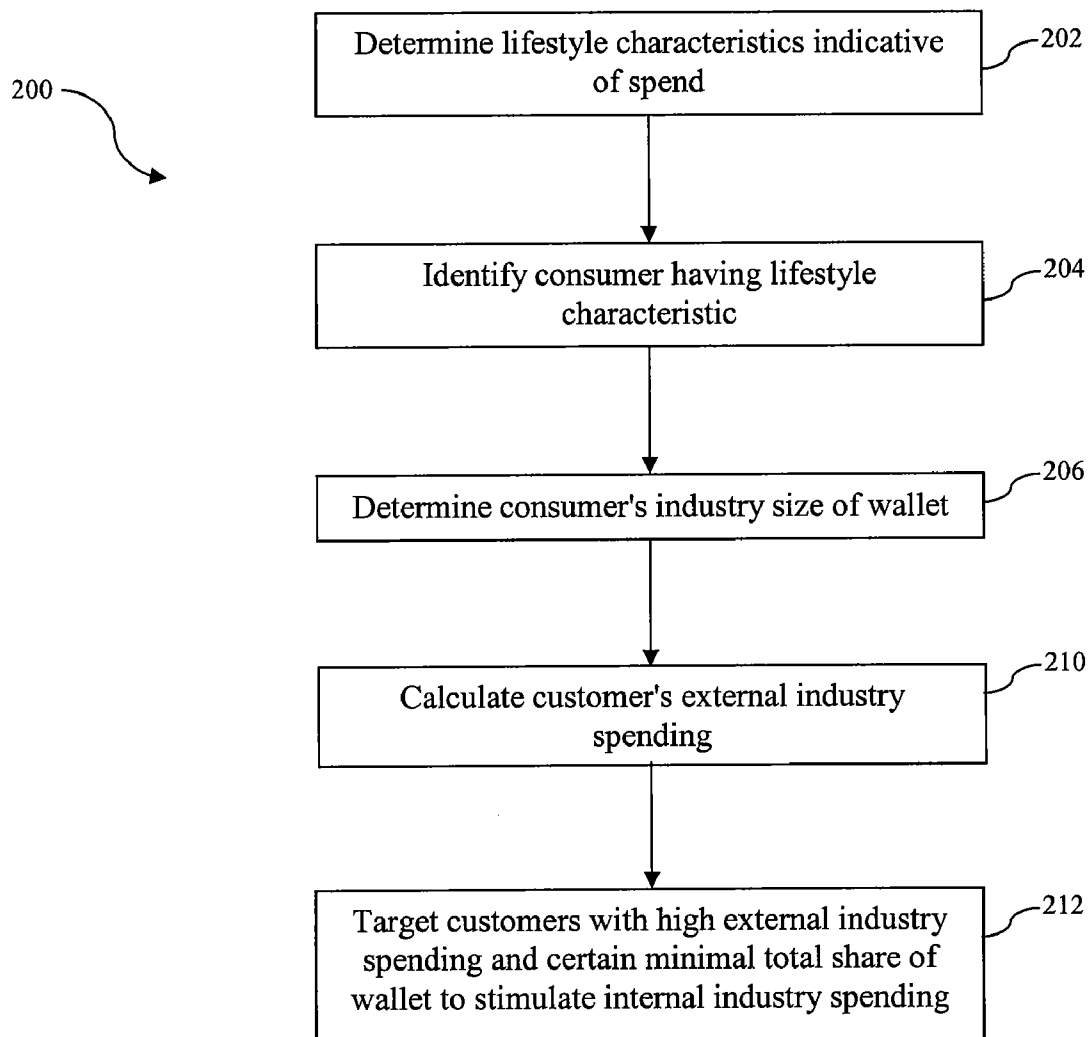 Determine lifestyle characteristics indicative
of spend
202
200
Identify consumer having lifestyle
characteristic
204
Determine consumer's industry size of wallet
206
Calculate customer's external industry
spending
210
Target customers with high external industry
spending and certain minimal total share of
wallet to stimulate internal industry spending
212